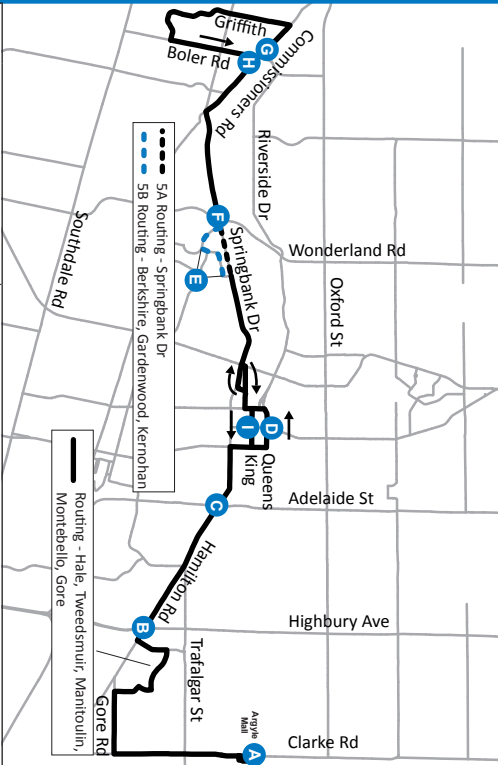 Griffith
Boler Rd
G
H
Commissioners Rd
Riverside Dr
Wonderland Rd
F
Springbank Dr
E
Oxford St
5A Routing - Springbank Dr
5B Routing - Berkshire, Gardenwood, Kernohan
Southdale Rd
I
D
Queens
King
Adelaide St
C
Hamilton Rd
Highbury Ave
B
Trafalgar St
Routing - Hale, Tweedsmuir, Manitoulin,
Montebello, Gore
Gore Rd
Argyle
Mall
A
Clarke Rd